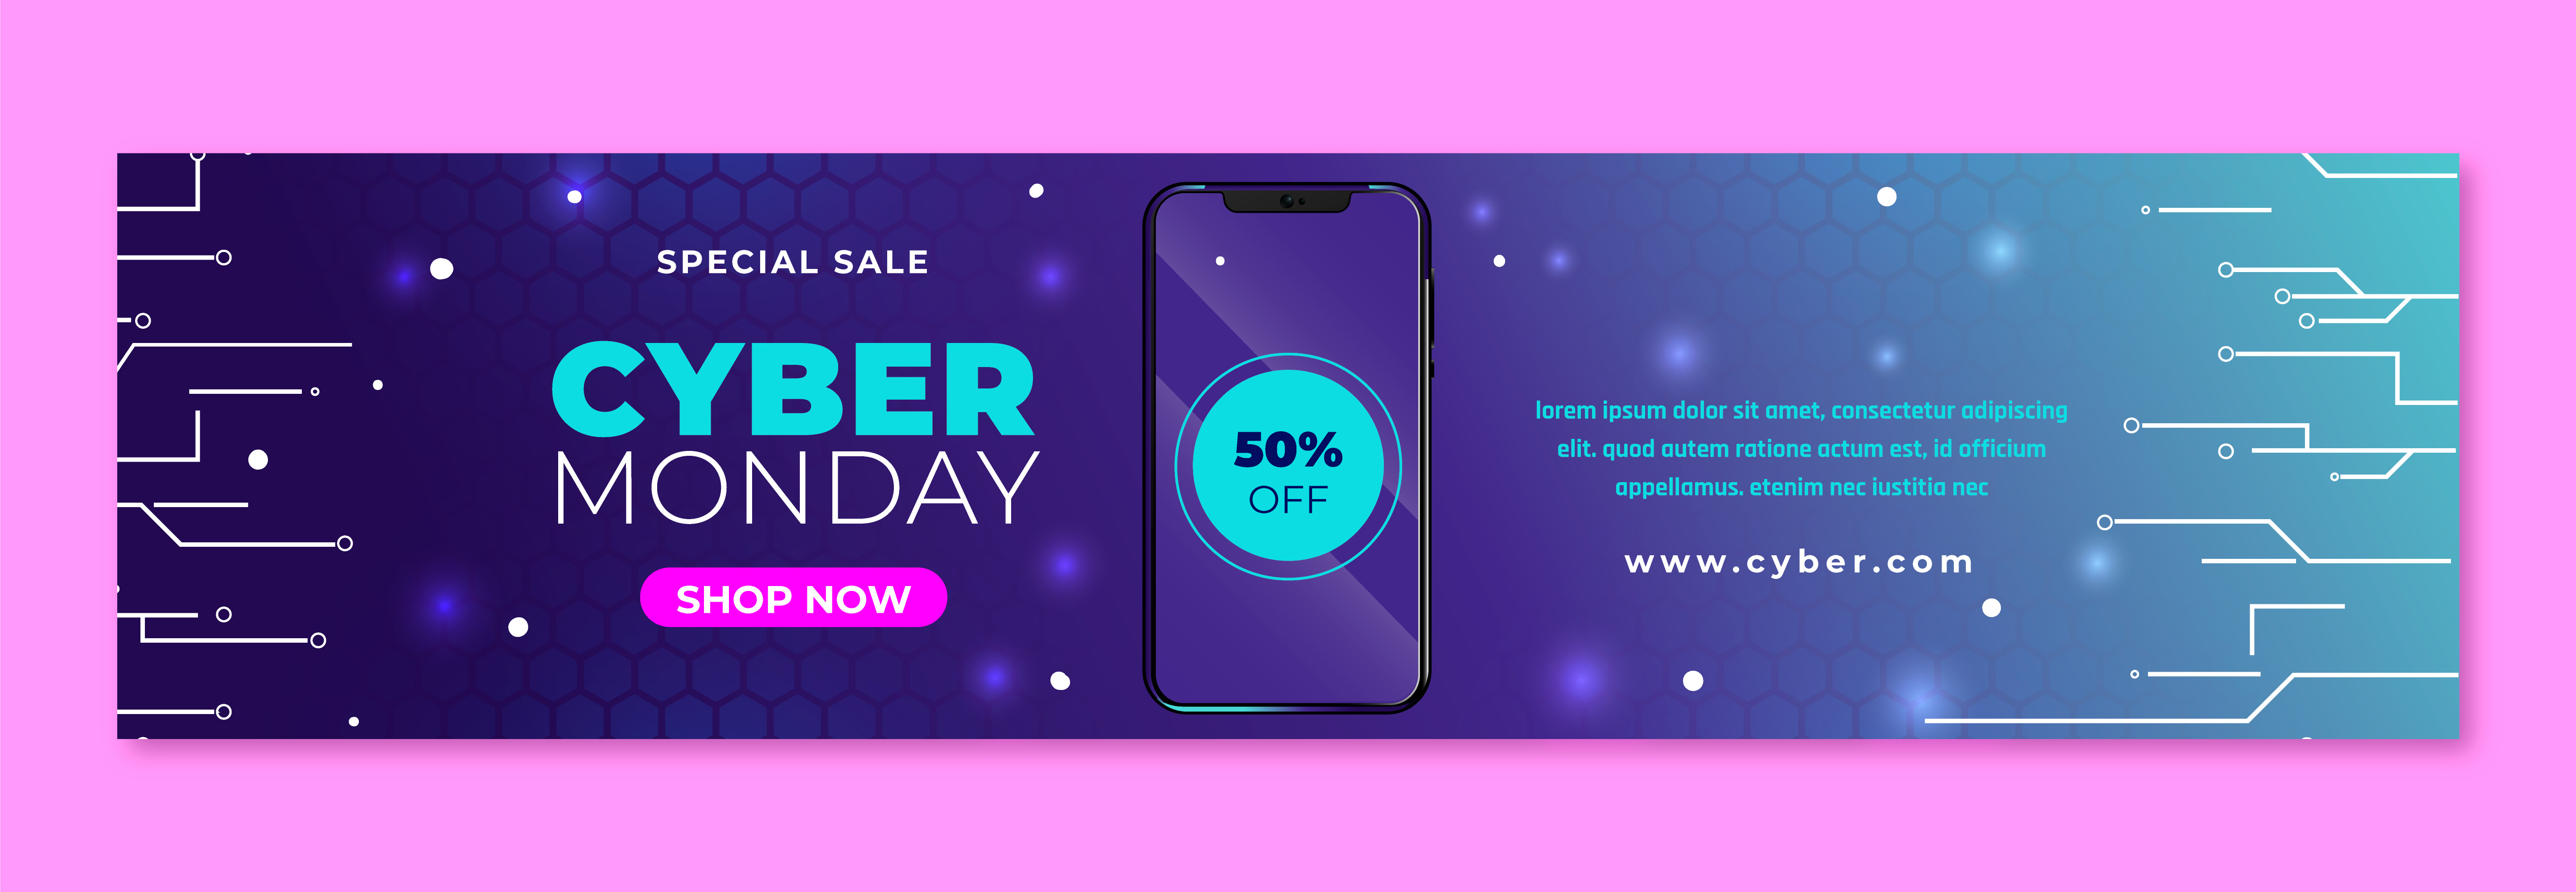 SPECIAL SALE
CYBER
MONDAY
SHOP NOW
50%
OFF
lorem ipsum dolor sit amet, consectetur adipiscing
elit. quod autem ratione actum est, id officium
appellamus. etenim nec iustitia nec
www.cyber.com